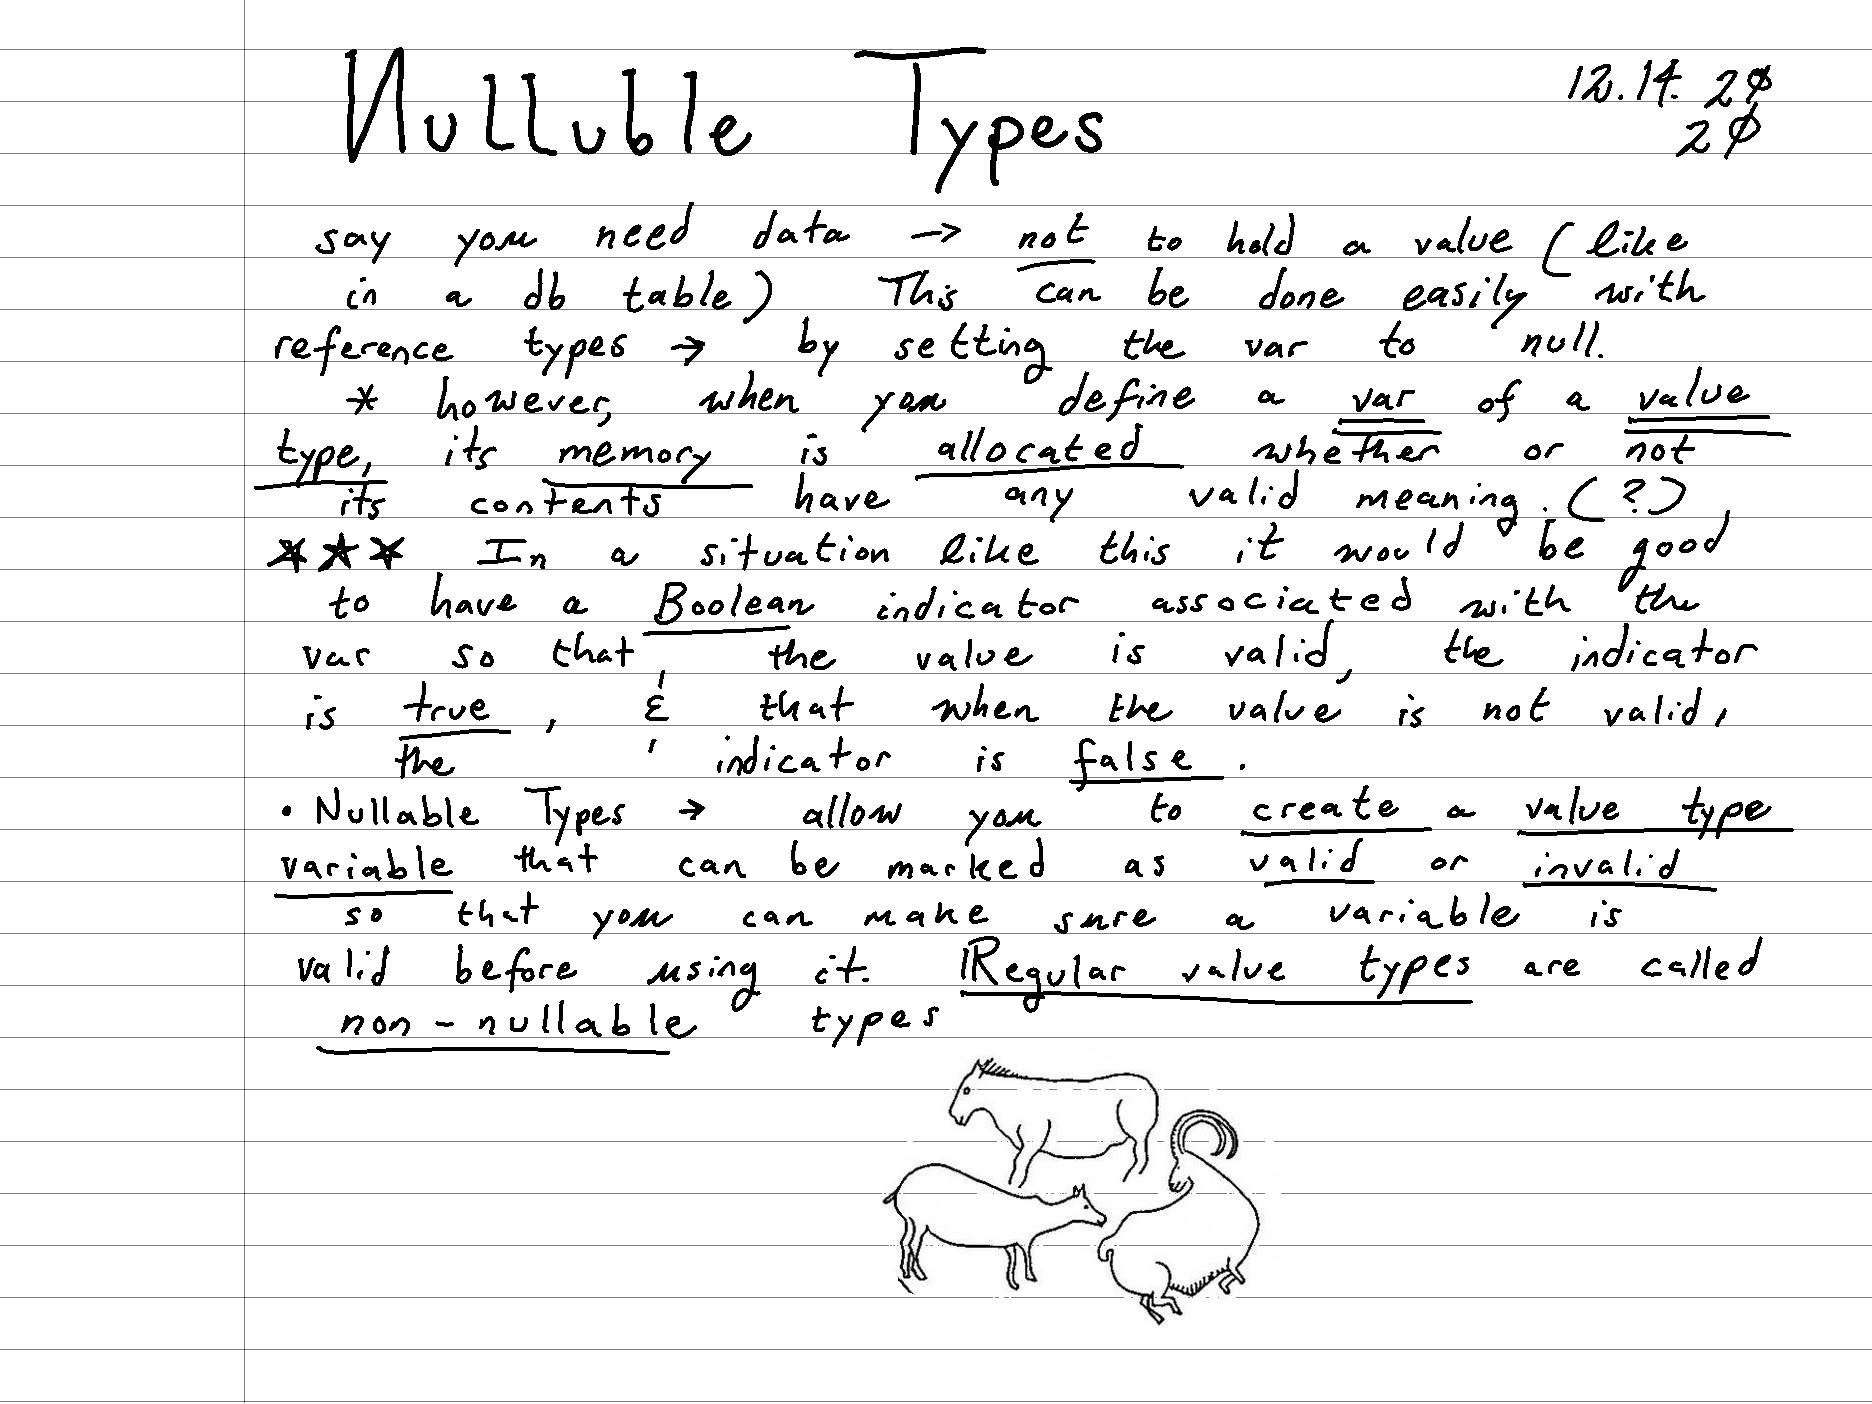 Nulluble Types
12.14.20
20
say you need data → not to hold a value (like
in a db table) This can be done easily with
reference types → by setting the var to null.
* however, when you define a var of a value
type, its memory is allocated whether or not
its contents have any valid meaning. (?)
★★★ In a situation like this it would be good
to have a Boolean indicator associated with the
var so that, the value is valid, the indicator
is true, & that when the value is not valid,
the indicator is false.
• Nullable Types → allow you to create a value type
variable that can be marked as valid or invalid
so that you can make sure a variable is
valid before using it. Regular value types are called
non-nullable types